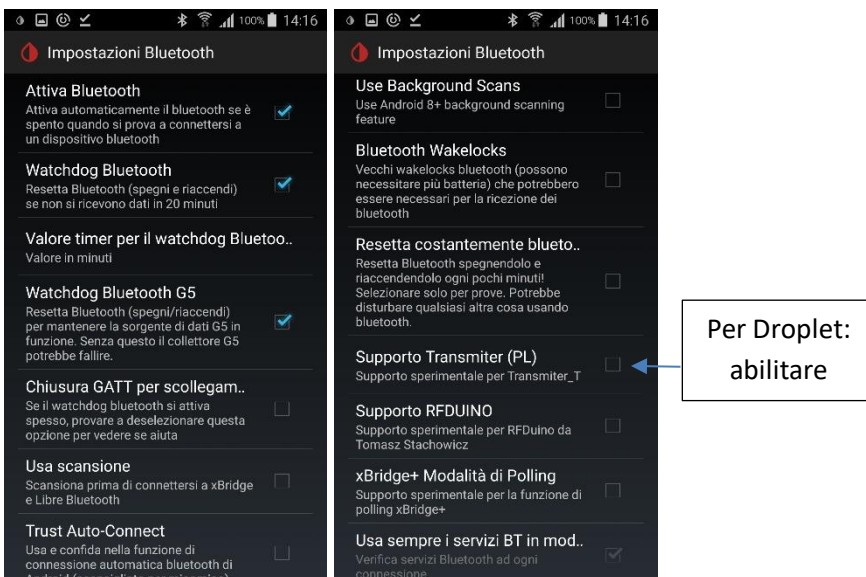 100% 14:16
Impostazioni Bluetooth
Attiva Bluetooth
Attiva automaticamente il bluetooth se è
spento quando si prova a connettersi a
un dispositivo bluetooth
Watchdog Bluetooth
Resetta Bluetooth (spegni e riaccendi)
se non si ricevono dati in 20 minuti
Valore timer per il watchdog Bluetoo..
Valore in minuti
Watchdog Bluetooth G5
Resetta Bluetooth (spegni/riaccendi)
per mantenere la sorgente di dati G5 in
funzione. Senza questo il collettore G5
potrebbe fallire.
Chiusura GATT per scollegam..
Se il watchdog bluetooth si attiva
spesso, provare a deselezionare questa
opzione per vedere se aiuta
Usa scansione
Scansiona prima di connettersi a xBridge
e Libre Bluetooth
Trust Auto-Connect
Usa e confida nella funzione di
connessione automatica bluetooth di
100% 14:16
Impostazioni Bluetooth
Use Background Scans
Use Android 8+ background scanning
feature
Bluetooth Wakelocks
Vecchi wakelocks bluetooth (possono
necessitare più batteria) che potrebbero
essere necessari per la ricezione dei
bluetooth
Resetta costantemente blueto..
Resetta Bluetooth spegnendolo e
riaccendendolo ogni pochi minuti!
Selezionare solo per prove. Potrebbe
disturbare qualsiasi altra cosa usando
bluetooth.
Supporto Transmiter (PL)
Supporto sperimentale per Transmiter_T
Supporto RFDUINO
Supporto sperimentale per RFDuino da
Tomasz Stachowicz
xBridge+ Modalità di Polling
Supporto sperimentale per la funzione di
polling xBridge+
Usa sempre i servizi BT in mod..
Verifica servizi Bluetooth ad ogni
connessione
Per Droplet:
abilitare